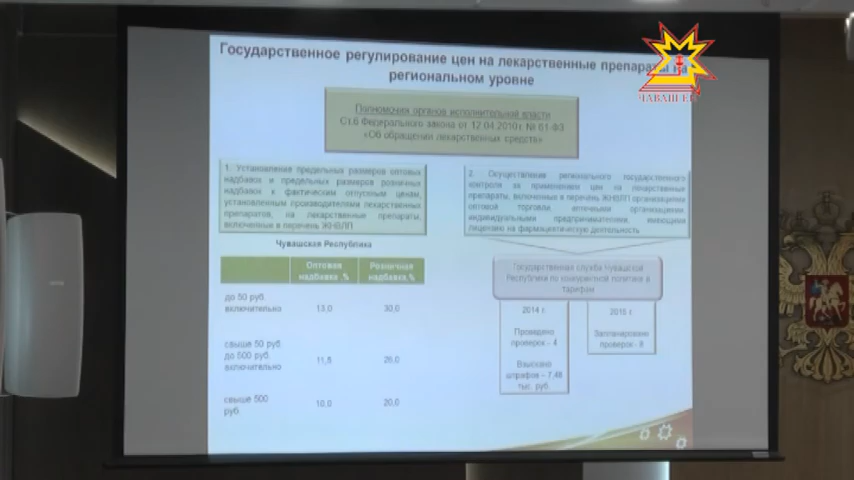 Государственное регулирование цен на лекарственные препараты на
региональном уровне
ЧАВАШ ЕН
Полномочия органов исполнительной власти
Ст.6 Федерального закона от 12.04.2010 г. № 61-ФЗ
«Об обращении лекарственных средств»
1. Установление предельных размеров оптовых
надбавок и предельных размеров розничных
надбавок к фактическим отпускным ценам,
установленным производителями лекарственных
препаратов, на лекарственные препараты,
включенные в перечень ЖНВЛП
2. Осуществление регионального государственного
контроля за применением цен на лекарственные
препараты, включенные в перечень ЖНВЛП организациями
оптовой торговли, аптечными организациями,
индивидуальными предпринимателями, имеющими
лицензию на фармацевтическую деятельность
Чувашская Республика
Оптовая надбавка % Розничная надбавка,%
до 50 руб.
включительно 13,0 30,0
свыше 50 руб.
до 500 руб.
включительно 11,5 25,0
свыше 500
руб. 10,0 20,0
Государственная служба Чувашской
Республики по конкурентной политике и
тарифам
2014 г.
Проведено
проверок - 4
Взыскано
штрафов – 7,46
тыс. руб.
2015 г.
Запланировано
проверок - 8